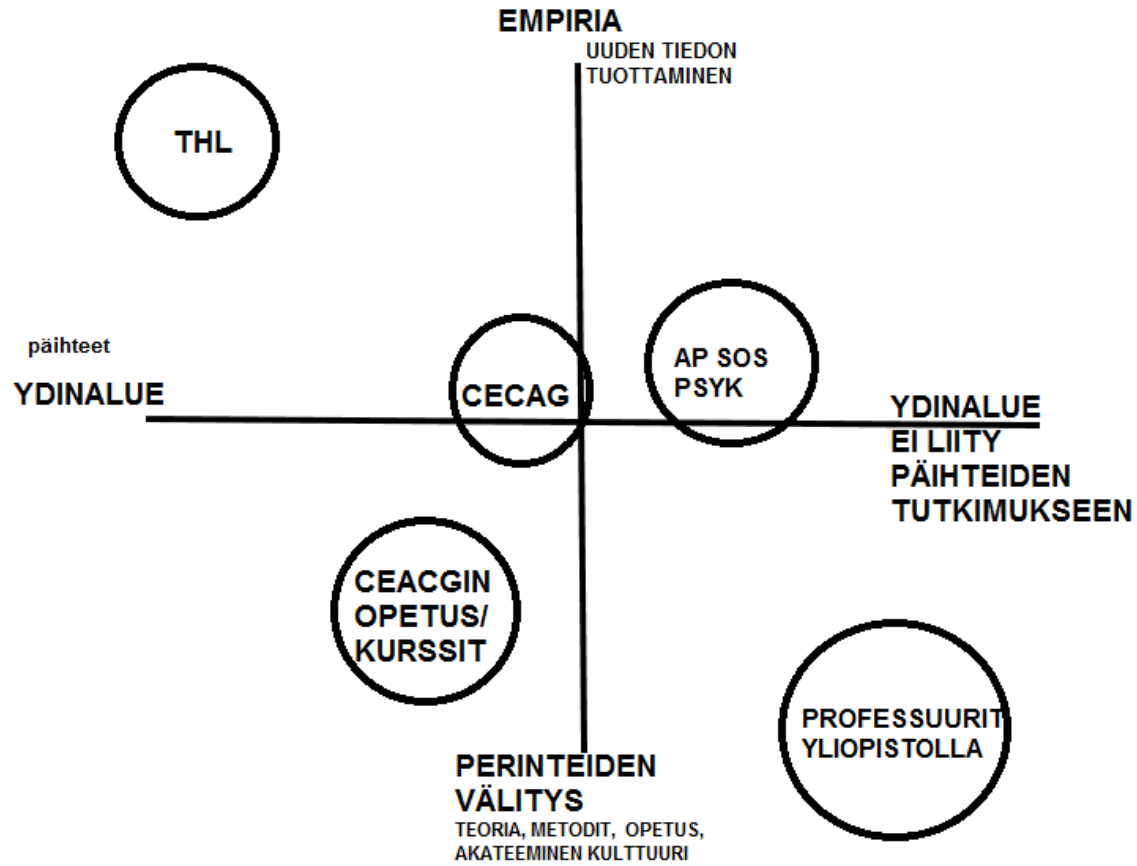 EMPIRIA
UUDEN TIEDON
TUOTTAMINEN
THL
päihteet
YDINALUE
CECAG
AP SOS
PSYK
YDINALUE
EI LIITY
PÄIHTEIDEN
TUTKIMUKSEEN
CEACGIN
OPETUS/
KURSSIT
PROFESSUURIT
YLIOPISTOLLA
PERINTEIDEN
VÄLITYS
TEORIA, METODIT, OPETUS,
AKATEEMINEN KULTTUURI